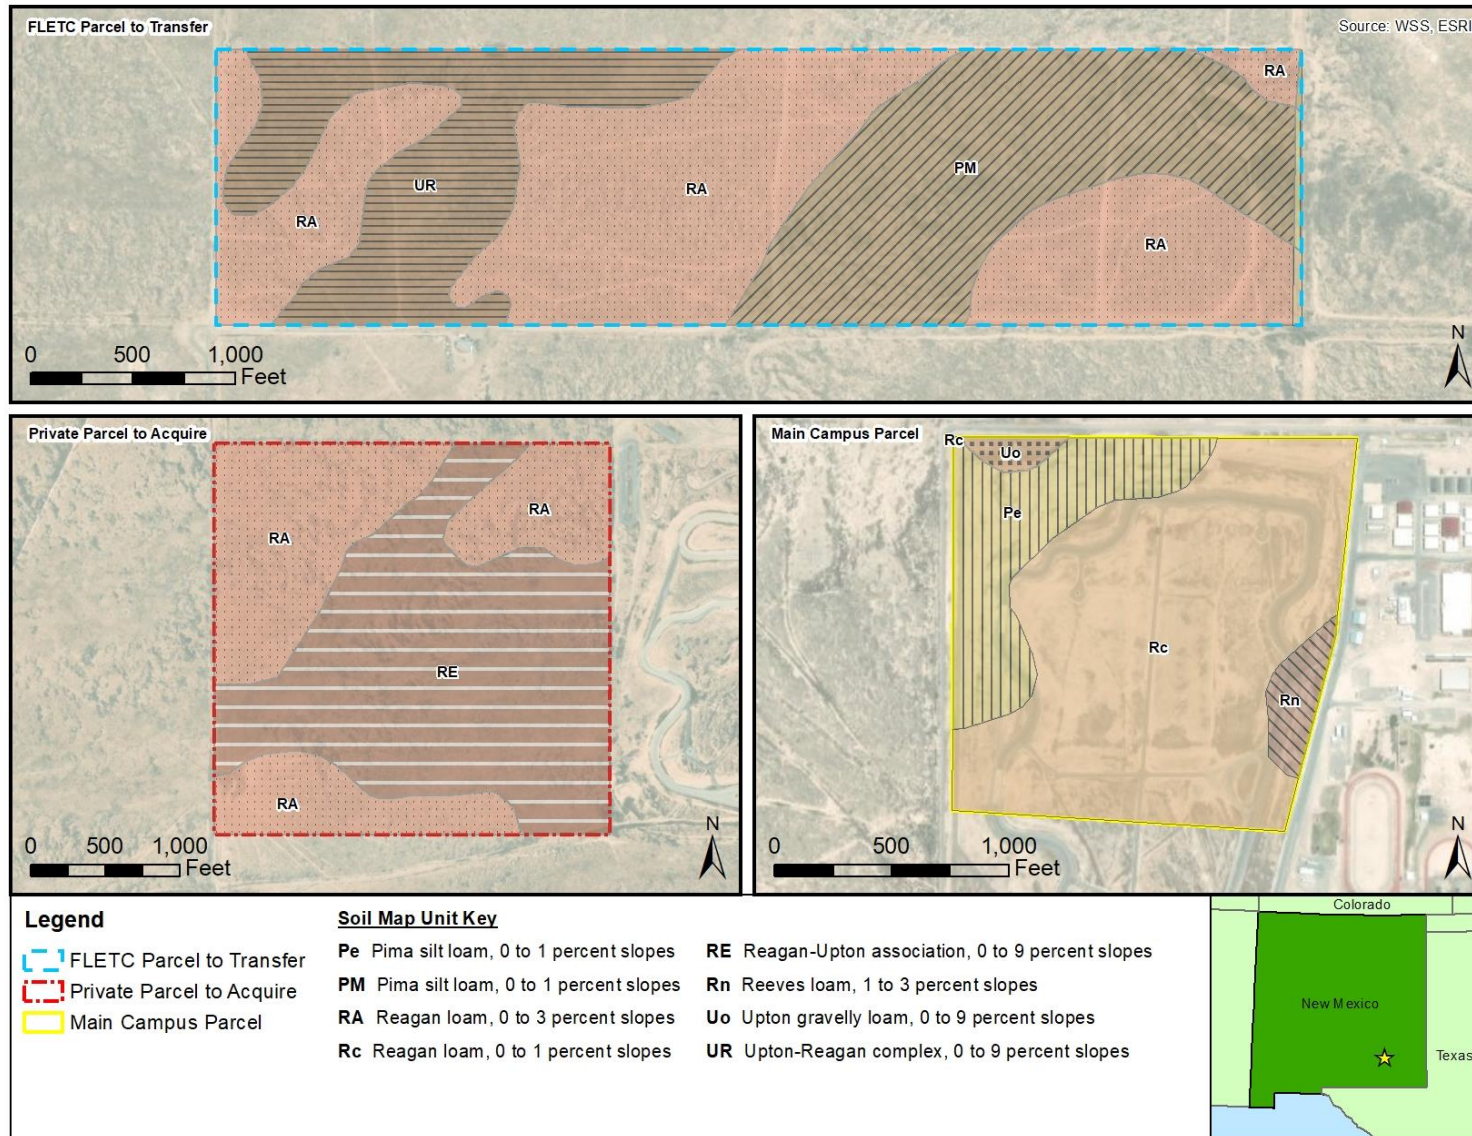 FLETC Parcel to Transfer
Source: WSS, ESRI
RA
PM
UR
RA
RA
RA
0 500 1,000
Feet
N
Private Parcel to Acquire
RA
RA
RE
RA
0 500 1,000
Feet
N
Main Campus Parcel
Rc
Uo
Pe
Rc
Rn
0 500 1,000
Feet
N
Legend
FLETC Parcel to Transfer
Private Parcel to Acquire
Main Campus Parcel
Soil Map Unit Key
Pe Pima silt loam, 0 to 1 percent slopes
PM Pima silt loam, 0 to 1 percent slopes
RA Reagan loam, 0 to 3 percent slopes
Rc Reagan loam, 0 to 1 percent slopes
RE Reagan-Upton association, 0 to 9 percent slopes
Rn Reeves loam, 1 to 3 percent slopes
Uo Upton gravelly loam, 0 to 9 percent slopes
UR Upton-Reagan complex, 0 to 9 percent slopes
Colorado
New Mexico
Texas